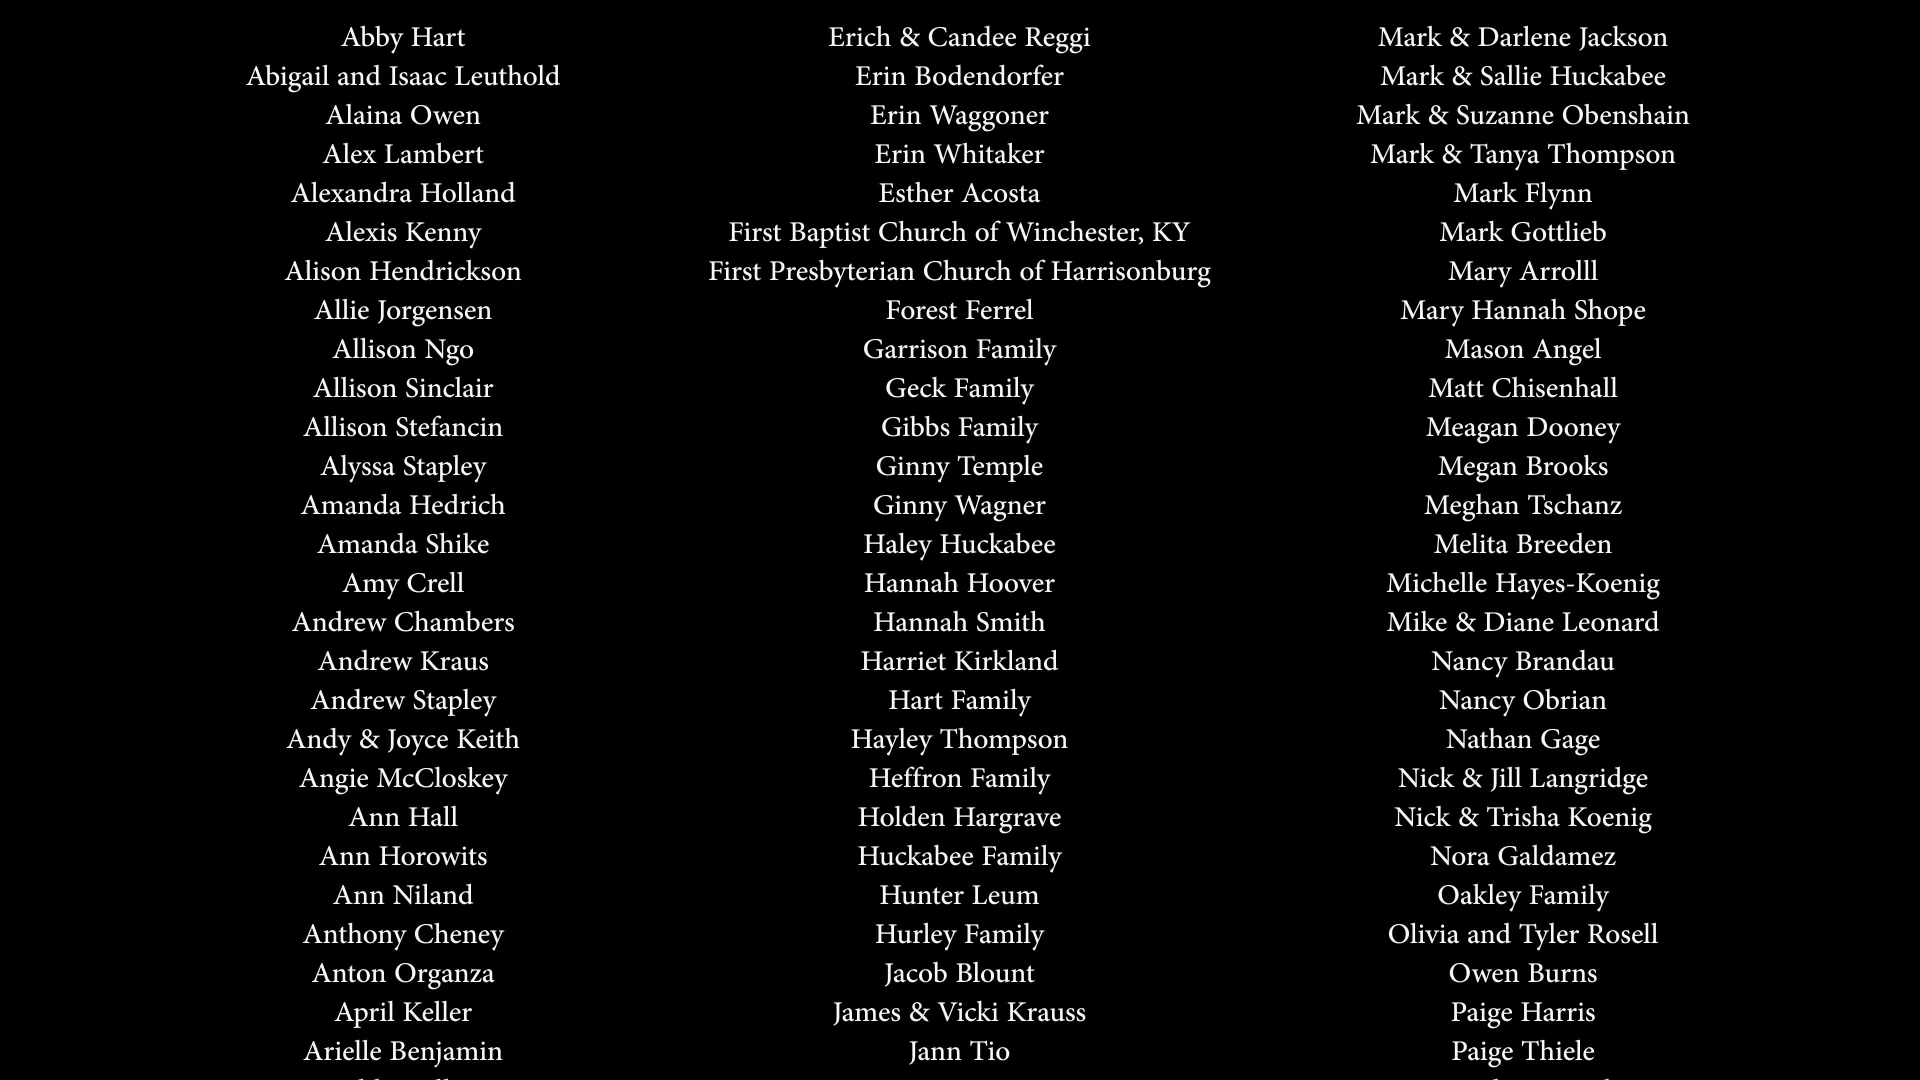 Abby Hart
Abigail and Isaac Leuthold
Alaina Owen
Alex Lambert
Alexandra Holland
Alexis Kenny
Alison Hendrickson
Allie Jorgensen
Allison Ngo
Allison Sinclair
Allison Stefancin
Alyssa Stapley
Amanda Hedrich
Amanda Shike
Amy Crell
Andrew Chambers
Andrew Kraus
Andrew Stapley
Andy & Joyce Keith
Angie McCloskey
Ann Hall
Ann Horowits
Ann Niland
Anthony Cheney
Anton Organza
April Keller
Arielle Benjamin
Erich & Candee Reggi
Erin Bodendorfer
Erin Waggoner
Erin Whitaker
Esther Acosta
First Baptist Church of Winchester, KY
First Presbyterian Church of Harrisonburg
Forest Ferrel
Garrison Family
Geck Family
Gibbs Family
Ginny Temple
Ginny Wagner
Haley Huckabee
Hannah Hoover
Hannah Smith
Harriet Kirkland
Hart Family
Hayley Thompson
Heffron Family
Holden Hargrave
Huckabee Family
Hunter Leum
Hurley Family
Jacob Blount
James & Vicki Krauss
Jann Tio
Mark & Darlene Jackson
Mark & Sallie Huckabee
Mark & Suzanne Obenshain
Mark & Tanya Thompson
Mark Flynn
Mark Gottlieb
Mary Arrolll
Mary Hannah Shope
Mason Angel
Matt Chisenhall
Meagan Dooney
Megan Brooks
Meghan Tschanz
Melita Breeden
Michelle Hayes-Koenig
Mike & Diane Leonard
Nancy Brandau
Nancy Obrian
Nathan Gage
Nick & Jill Langridge
Nick & Trisha Koenig
Nora Galdamez
Oakley Family
Olivia and Tyler Rosell
Owen Burns
Paige Harris
Paige Thiele